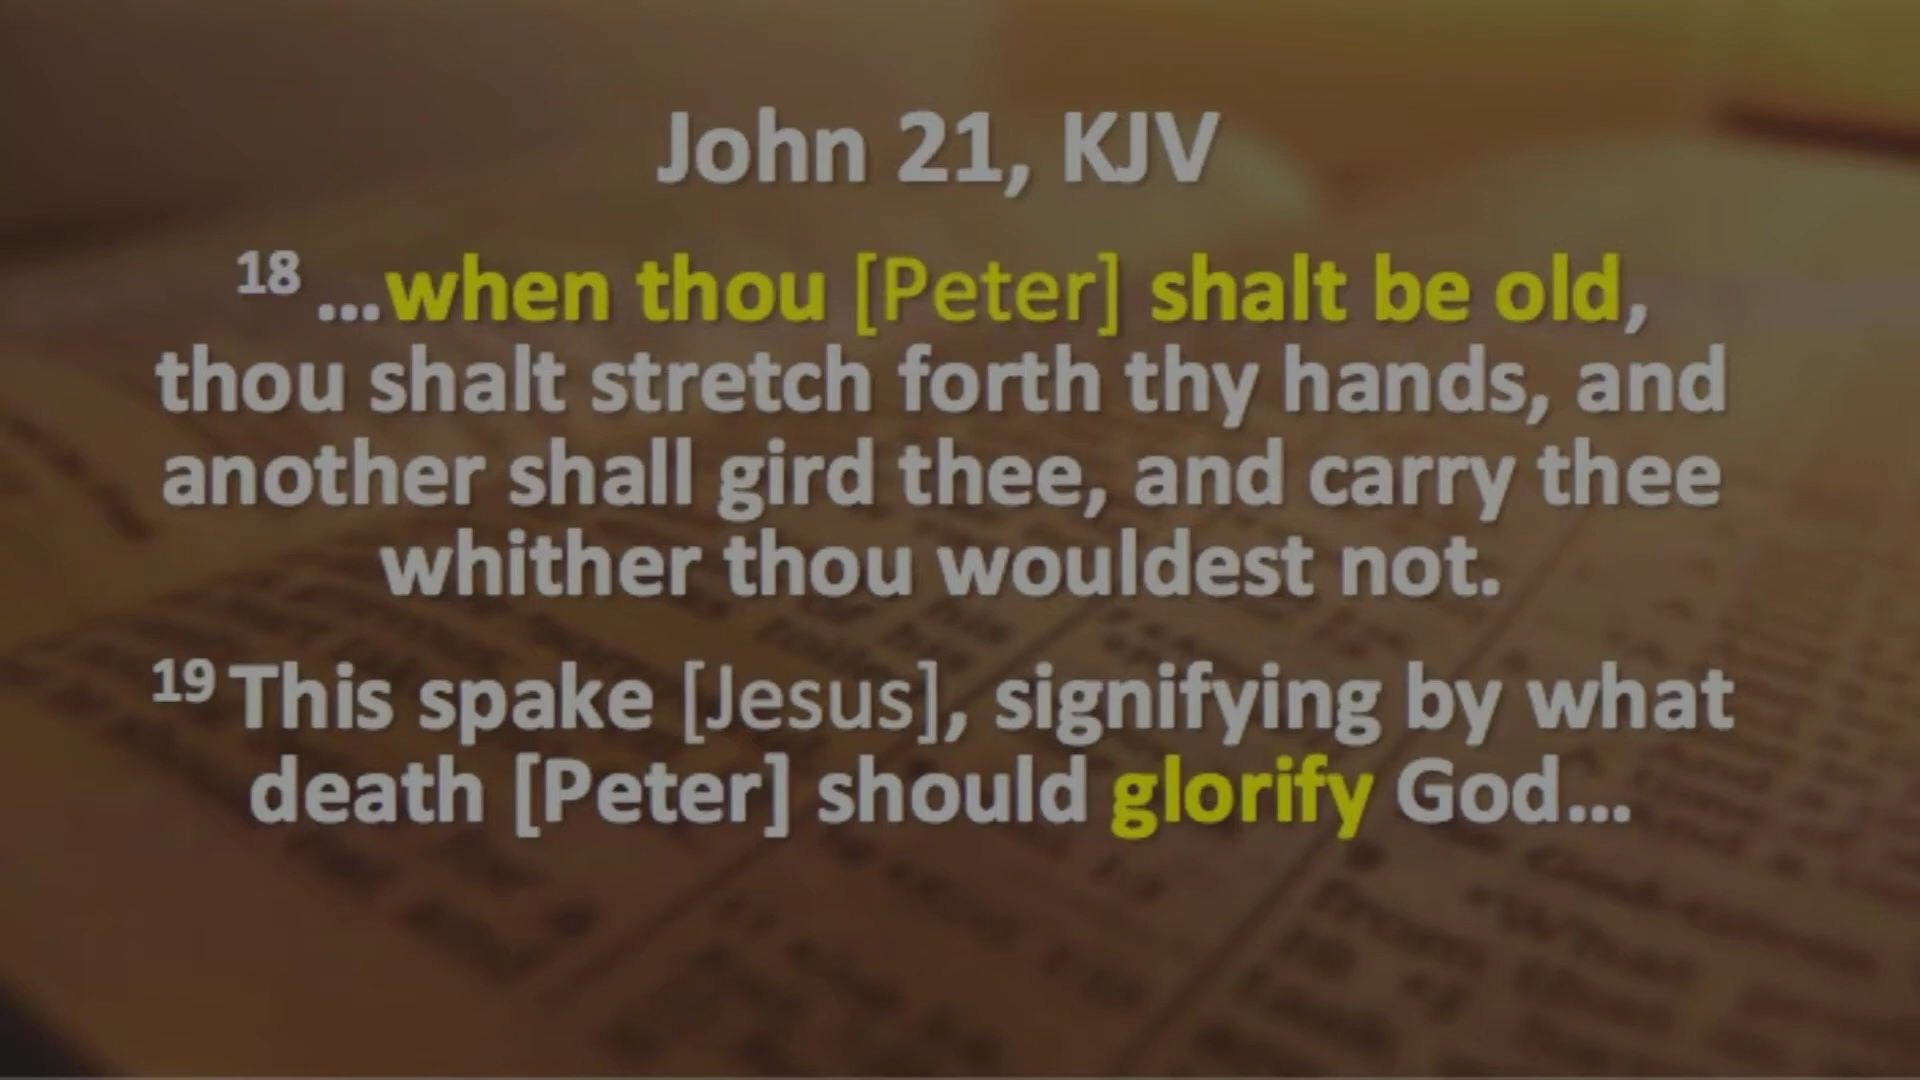 John 21, KJV
18 ...when thou [Peter] shalt be old,
thou shalt stretch forth thy hands, and
another shall gird thee, and carry thee
whither thou wouldest not.
19 This spake [Jesus], signifying by what
death [Peter] should glorify God...